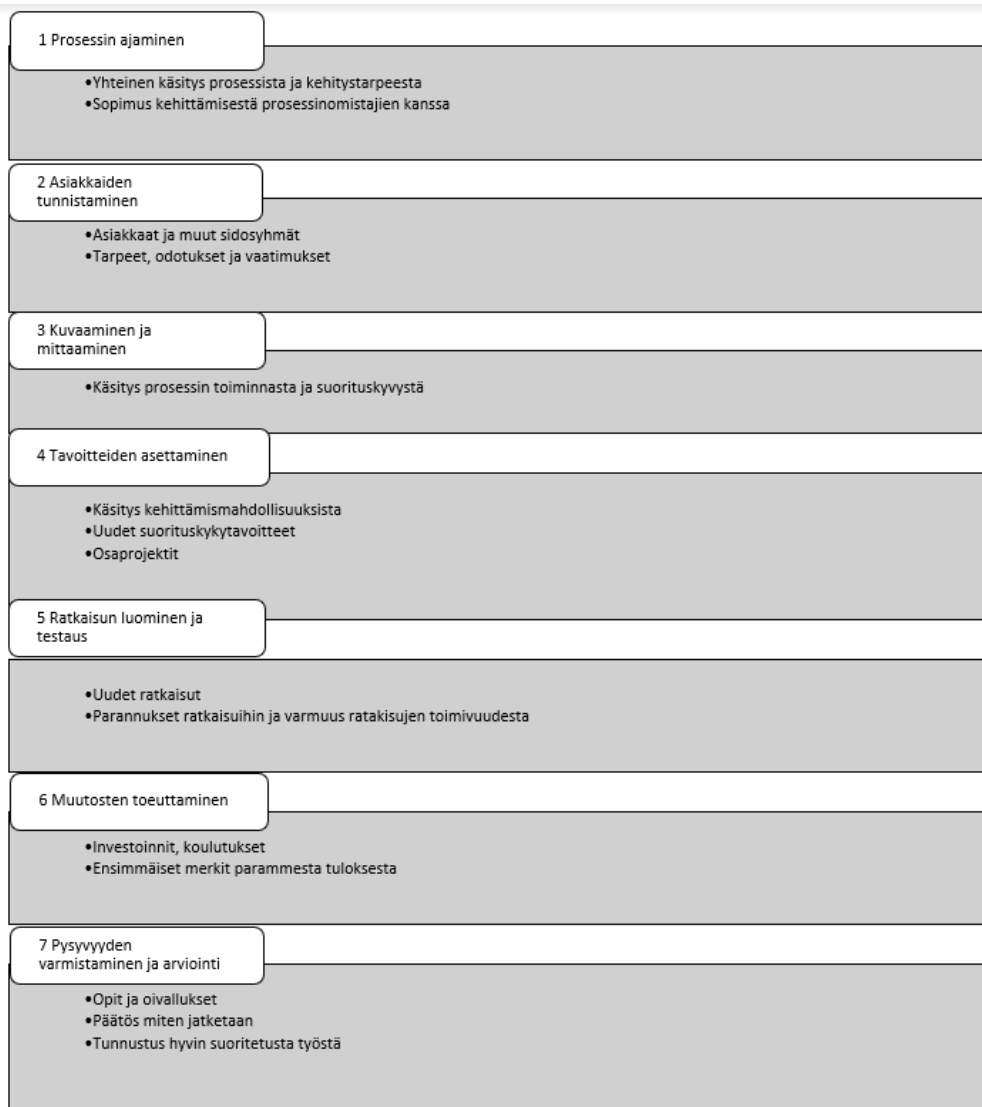 1 Prosessin ajaminen
•Yhteinen käsitys prosessista ja kehitystarpeesta
•Sopimus kehittämisestä prosessinomistajien kanssa
2 Asiakkaiden
tunnistaminen
•Asiakkaat ja muut sidosyhmät
•Tarpeet, odotukset ja vaatimukset
3 Kuvaaminen ja
mittaaminen
•Käsitys prosessin toiminnasta ja suorituskyvystä
4 Tavoitteiden asettaminen
•Käsitys kehittämismahdollisuuksista
•Uudet suorituskykytavoitteet
•Osaprojektit
5 Ratkaisun luominen ja
testaus
•Uudet ratkaisut
•Parannukset ratkaisuihin ja varmuus ratakisujen toimivuudesta
6 Muutosten toeuttaminen
•Investoinnit, koulutukset
•Ensimmäiset merkit parammesta tuloksesta
7 Pysyvyyden
varmistaminen ja arviointi
•Opit ja oivallukset
•Päätös miten jatketaan
•Tunnustus hyvin suoritetusta työstä